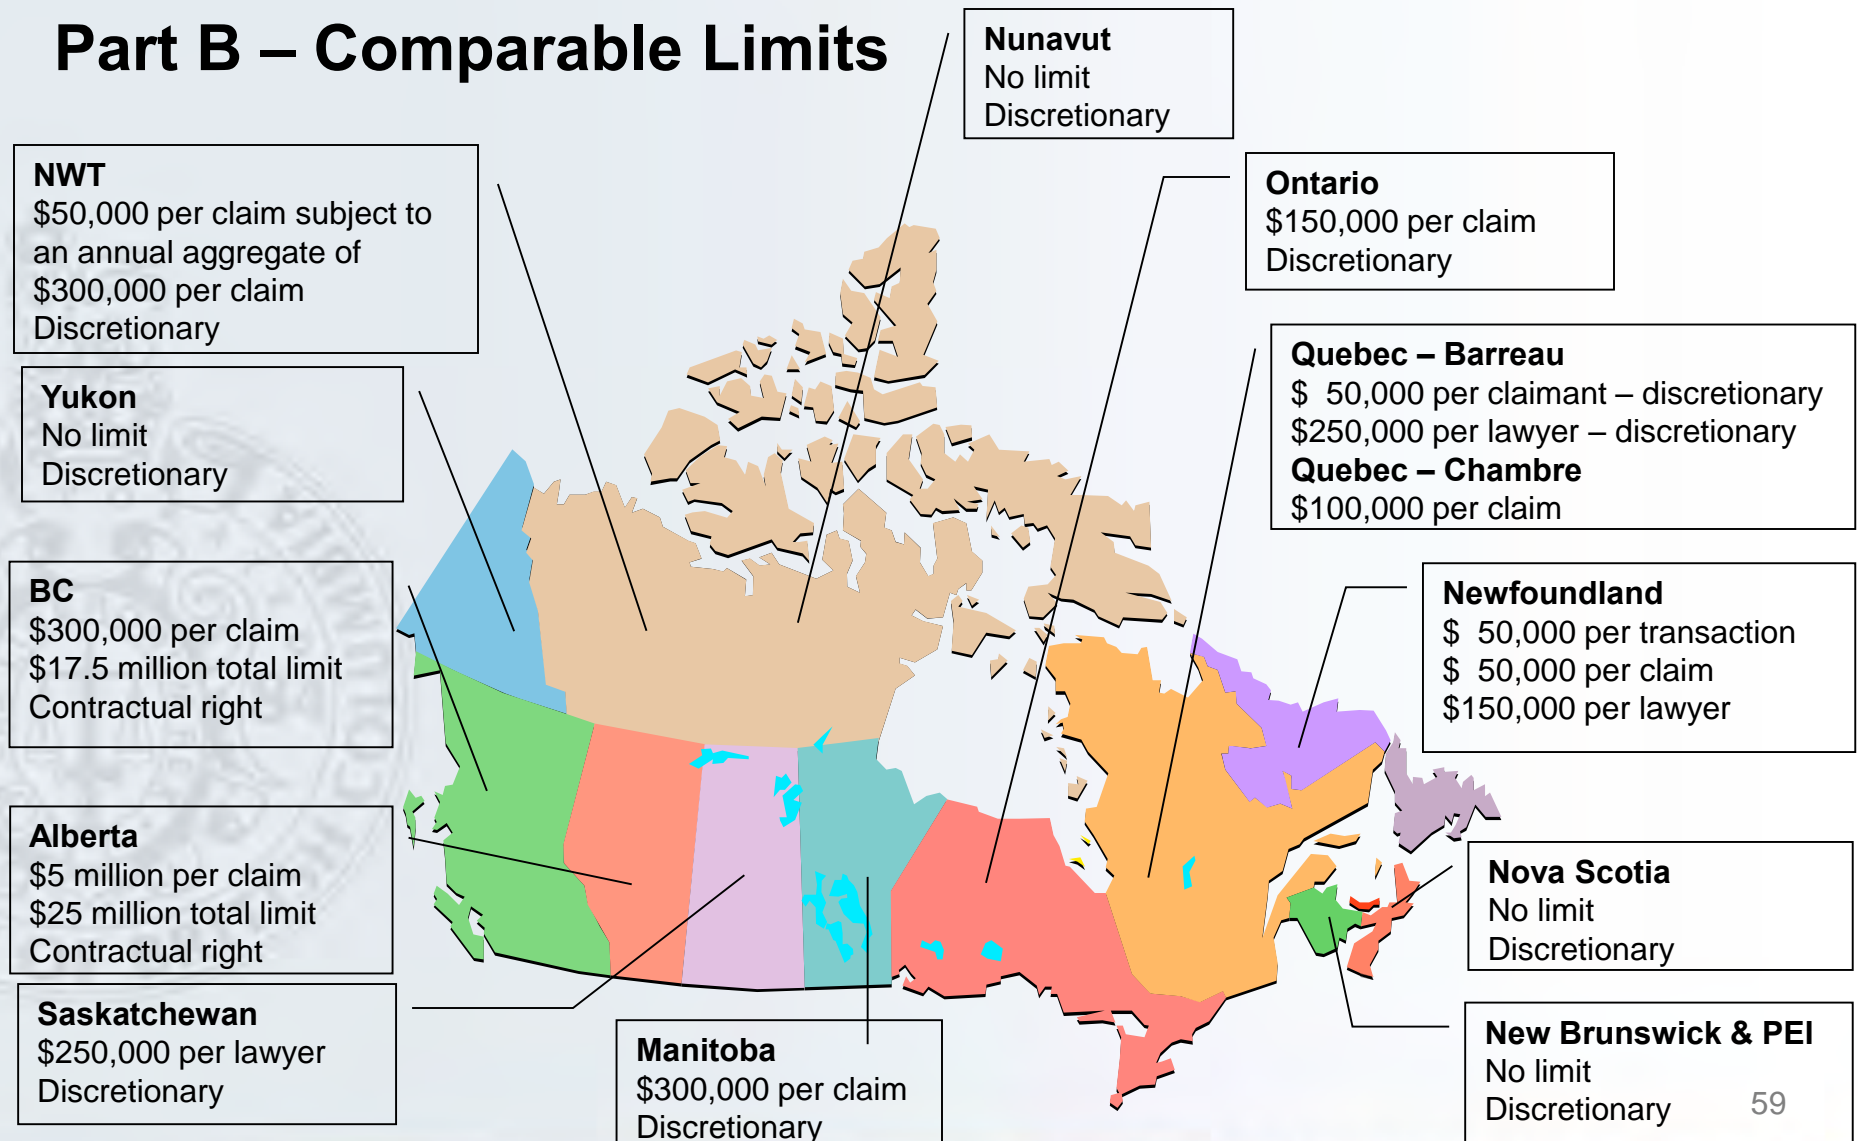 Part B – Comparable Limits
Nunavut
No limit
Discretionary
NWT
$50,000 per claim subject to
an annual aggregate of
$300,000 per claim
Discretionary
Ontario
$150,000 per claim
Discretionary
Yukon
No limit
Discretionary
Quebec – Barreau
$  50,000 per claimant – discretionary
$250,000 per lawyer – discretionary
Quebec – Chambre
$100,000 per claim
BC
$300,000 per claim
$17.5 million total limit
Contractual right
Newfoundland
$  50,000 per transaction
$  50,000 per claim
$150,000 per lawyer
Alberta
$5 million per claim
$25 million total limit
Contractual right
Nova Scotia
No limit
Discretionary
Saskatchewan
$250,000 per lawyer
Discretionary
Manitoba
$300,000 per claim
Discretionary
New Brunswick & PEI
No limit
Discretionary
59